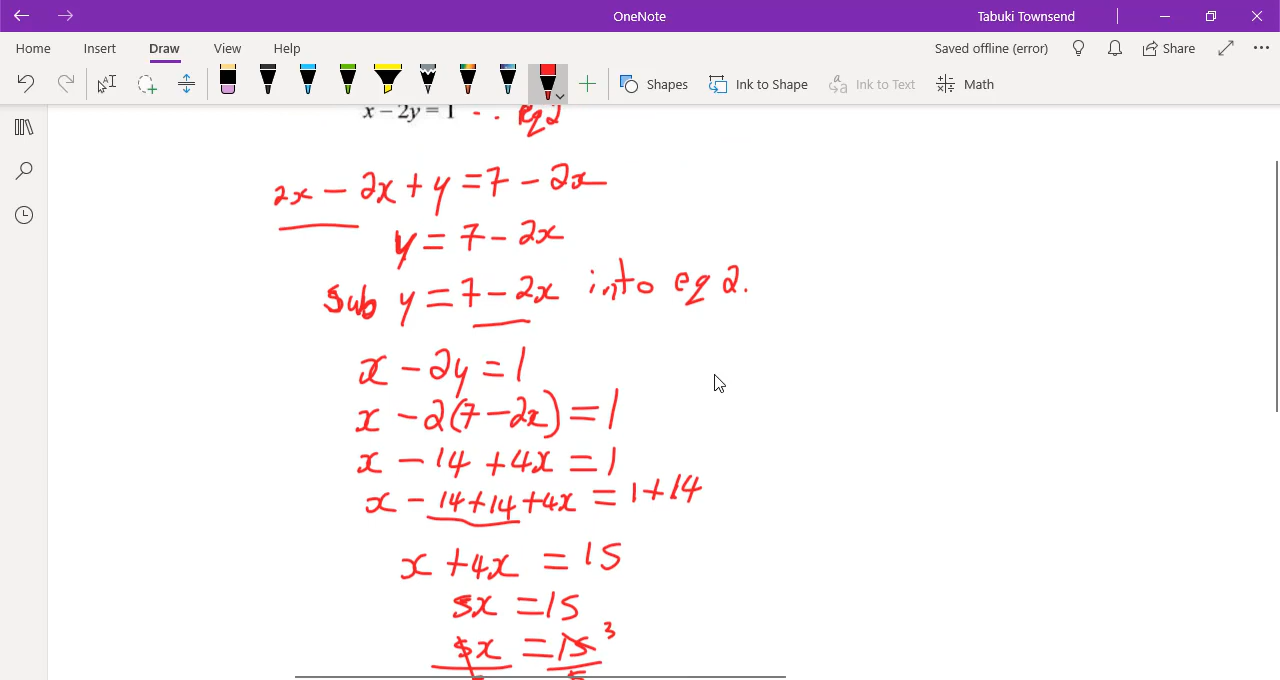 OneNote
Tabuki Townsend
Home Insert Draw View Help
Saved offline (error)
Share
Shapes
Ink to Shape
Ink to Text
Math
x − 2y = 1 - . . eq2
2x − 2x + y = 7 − 2x
y = 7 − 2x
Sub y = 7 − 2x into eq 2.
x − 2y = 1
x − 2(7 − 2x) = 1
x − 14 + 4x = 1
x − 14 + 14 + 4x = 1 + 14
x + 4x = 15
5x = 15
5x = 15 3